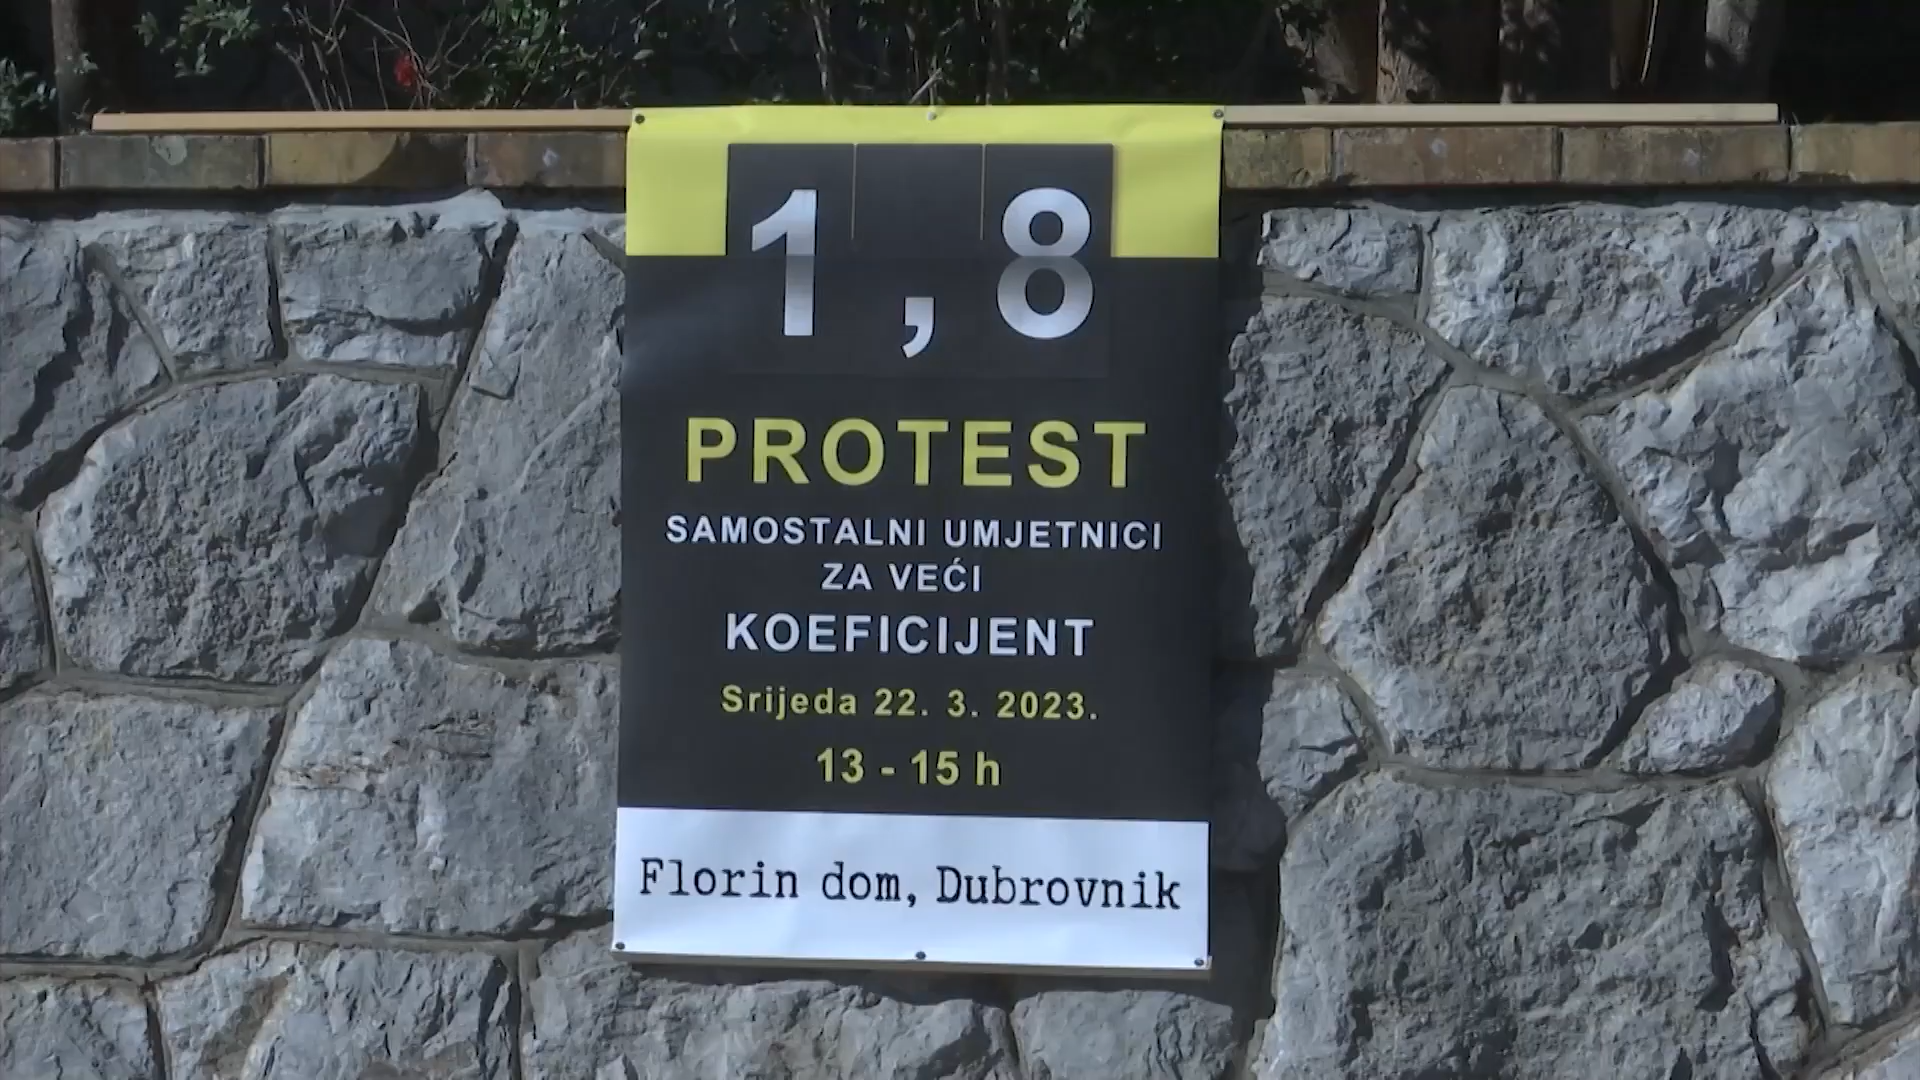 1,8
PROTEST
SAMOSTALNI UMJETNICI
ZA VEĆI
KOEFICIJENT
Srijeda 22. 3. 2023.
13 - 15 h
Florin dom, Dubrovnik